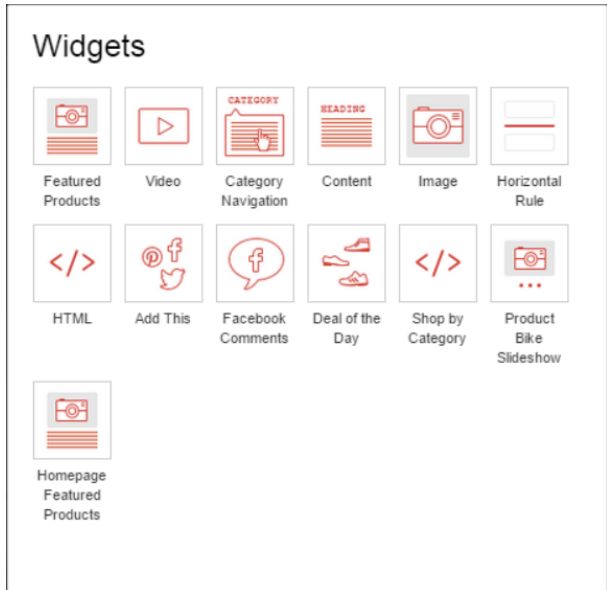 Widgets
CATEGORY
HEADING
Featured Products
Video
Category Navigation
Content
Image
Horizontal Rule
</>
</>
HTML
Add This
Facebook Comments
Deal of the Day
Shop by Category
Product Bike Slideshow
Homepage Featured Products